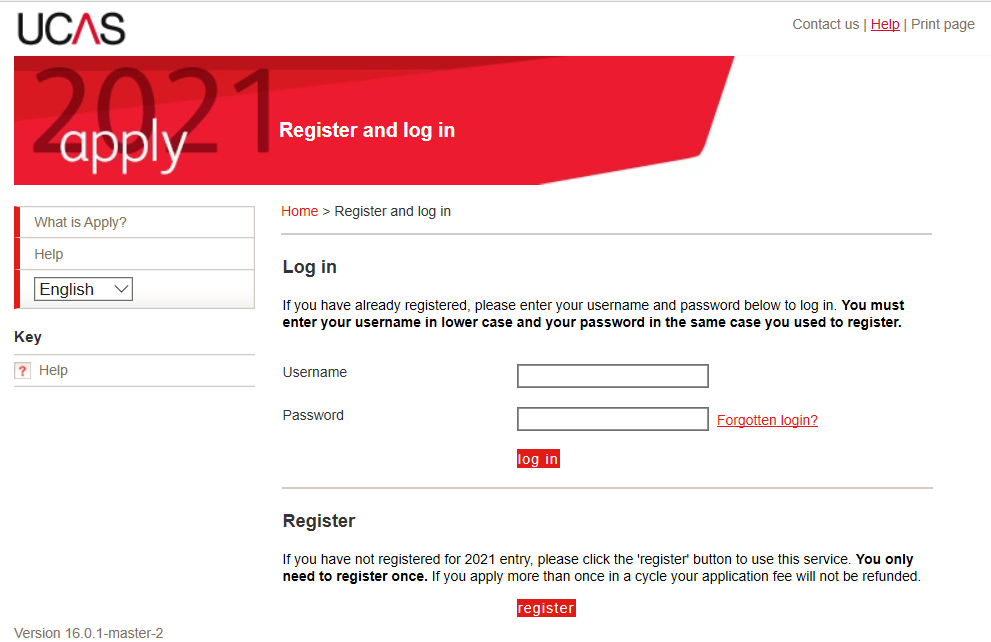 UCAS
Contact us | Help | Print page
2021
apply
Register and log in
What is Apply?
Help
English
Key
? Help
Home > Register and log in
Log in
If you have already registered, please enter your username and password below to log in. You must
enter your username in lower case and your password in the same case you used to register.
Username
Password
Forgotten login?
log in
Register
If you have not registered for 2021 entry, please click the 'register' button to use this service. You only
need to register once. If you apply more than once in a cycle your application fee will not be refunded.
register
Version 16.0.1-master-2